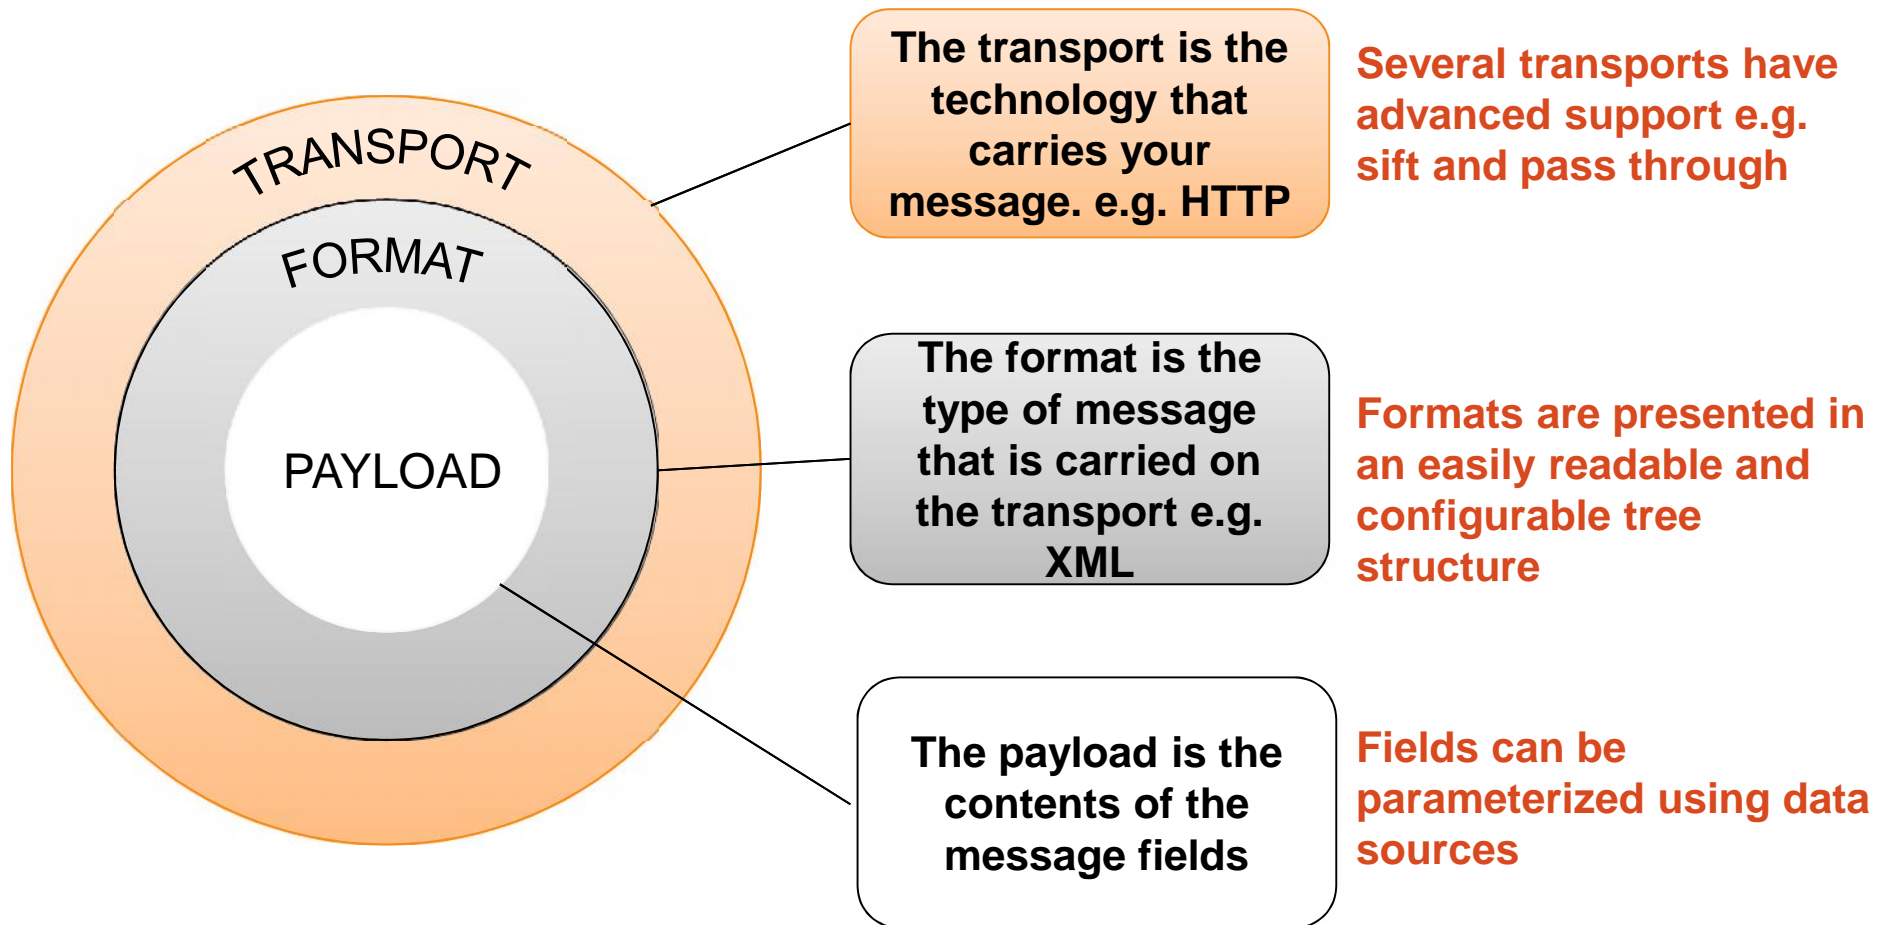 TRANSPORT
FORMAT
PAYLOAD
The transport is the
technology that
carries your
message. e.g. HTTP
Several transports have
advanced support e.g.
sift and pass through
The format is the
type of message
that is carried on
the transport e.g.
XML
Formats are presented in
an easily readable and
configurable tree
structure
The payload is the
contents of the
message fields
Fields can be
parameterized using data
sources